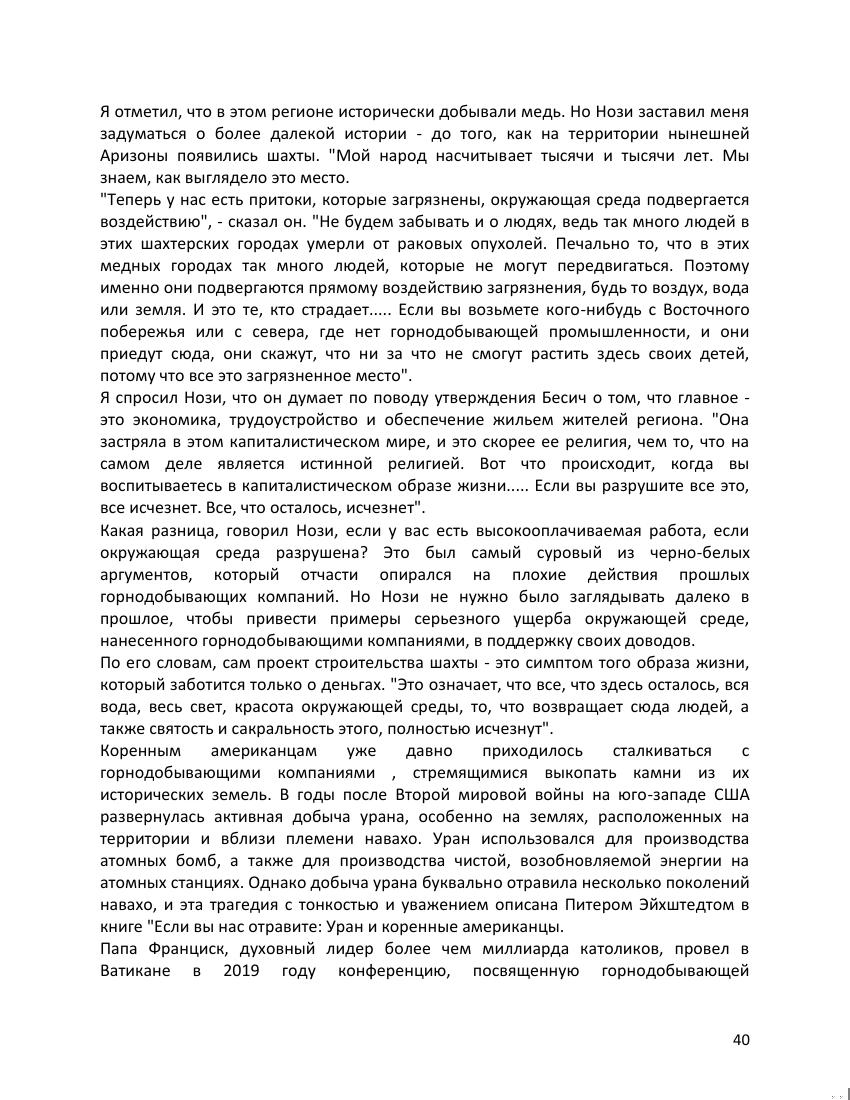 Я отметил, что в этом регионе исторически добывали медь. Но Нози заставил меня
задуматься о более далекой истории - до того, как на территории нынешней
Аризоны появились шахты. "Мой народ насчитывает тысячи и тысячи лет. Мы
знаем, как выглядело это место.
"Теперь у нас есть притоки, которые загрязнены, окружающая среда подвергается
воздействию", - сказал он. "Не будем забывать и о людях, ведь так много людей в
этих шахтерских городах умерли от раковых опухолей. Печально то, что в этих
медных городах так много людей, которые не могут передвигаться. Поэтому
именно они подвергаются прямому воздействию загрязнения, будь то воздух, вода
или земля. И это те, кто страдает..... Если вы возьмете кого-нибудь с Восточного
побережья или с севера, где нет горнодобывающей промышленности, и они
приедут сюда, они скажут, что ни за что не смогут растить здесь своих детей,
потому что все это загрязненное место".
Я спросил Нози, что он думает по поводу утверждения Бесич о том, что главное -
это экономика, трудоустройство и обеспечение жильем жителей региона. "Она
застряла в этом капиталистическом мире, и это скорее ее религия, чем то, что на
самом деле является истинной религией. Вот что происходит, когда вы
воспитываетесь в капиталистическом образе жизни..... Если вы разрушите все это,
все исчезнет. Все, что осталось, исчезнет".
Какая разница, говорил Нози, если у вас есть высокооплачиваемая работа, если
окружающая среда разрушена? Это был самый суровый из черно-белых
аргументов, который отчасти опирался на плохие действия прошлых
горнодобывающих компаний. Но Нози не нужно было заглядывать далеко в
прошлое, чтобы привести примеры серьезного ущерба окружающей среде,
нанесенного горнодобывающими компаниями, в поддержку своих доводов.
По его словам, сам проект строительства шахты - это симптом того образа жизни,
который заботится только о деньгах. "Это означает, что все, что здесь осталось, вся
вода, весь свет, красота окружающей среды, то, что возвращает сюда людей, а
также святость и сакральность этого, полностью исчезнут".
Коренным американцам уже давно приходилось сталкиваться с
горнодобывающими компаниями , стремящимися выкопать камни из их
исторических земель. В годы после Второй мировой войны на юго-западе США
развернулась активная добыча урана, особенно на землях, расположенных на
территории и вблизи племени навахо. Уран использовался для производства
атомных бомб, а также для производства чистой, возобновляемой энергии на
атомных станциях. Однако добыча урана буквально отравила несколько поколений
навахо, и эта трагедия с тонкостью и уважением описана Питером Эйхштедтом в
книге "Если вы нас отравите: Уран и коренные американцы.
Папа Франциск, духовный лидер более чем миллиарда католиков, провел в
Ватикане в 2019 году конференцию, посвященную горнодобывающей
40